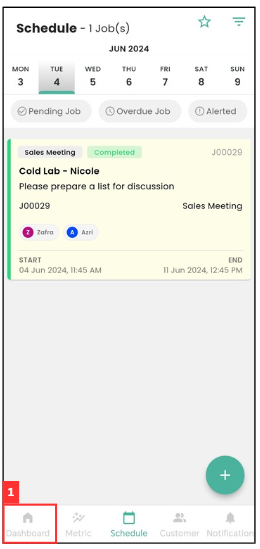 Schedule - 1 Job(s)
JUN 2024
MON TUE WED THU FRI SAT SUN
3 4 5 6 7 8 9
Pending Job Overdue Job Alerted
Sales Meeting Completed J00029
Cold Lab - Nicole
Please prepare a list for discussion
J00029 Sales Meeting
Z Zafra A Azri
START END
04 Jun 2024, 11:45 AM 11 Jun 2024, 12:45 PM
+
1
Dashboard Metric Schedule Customer Notification